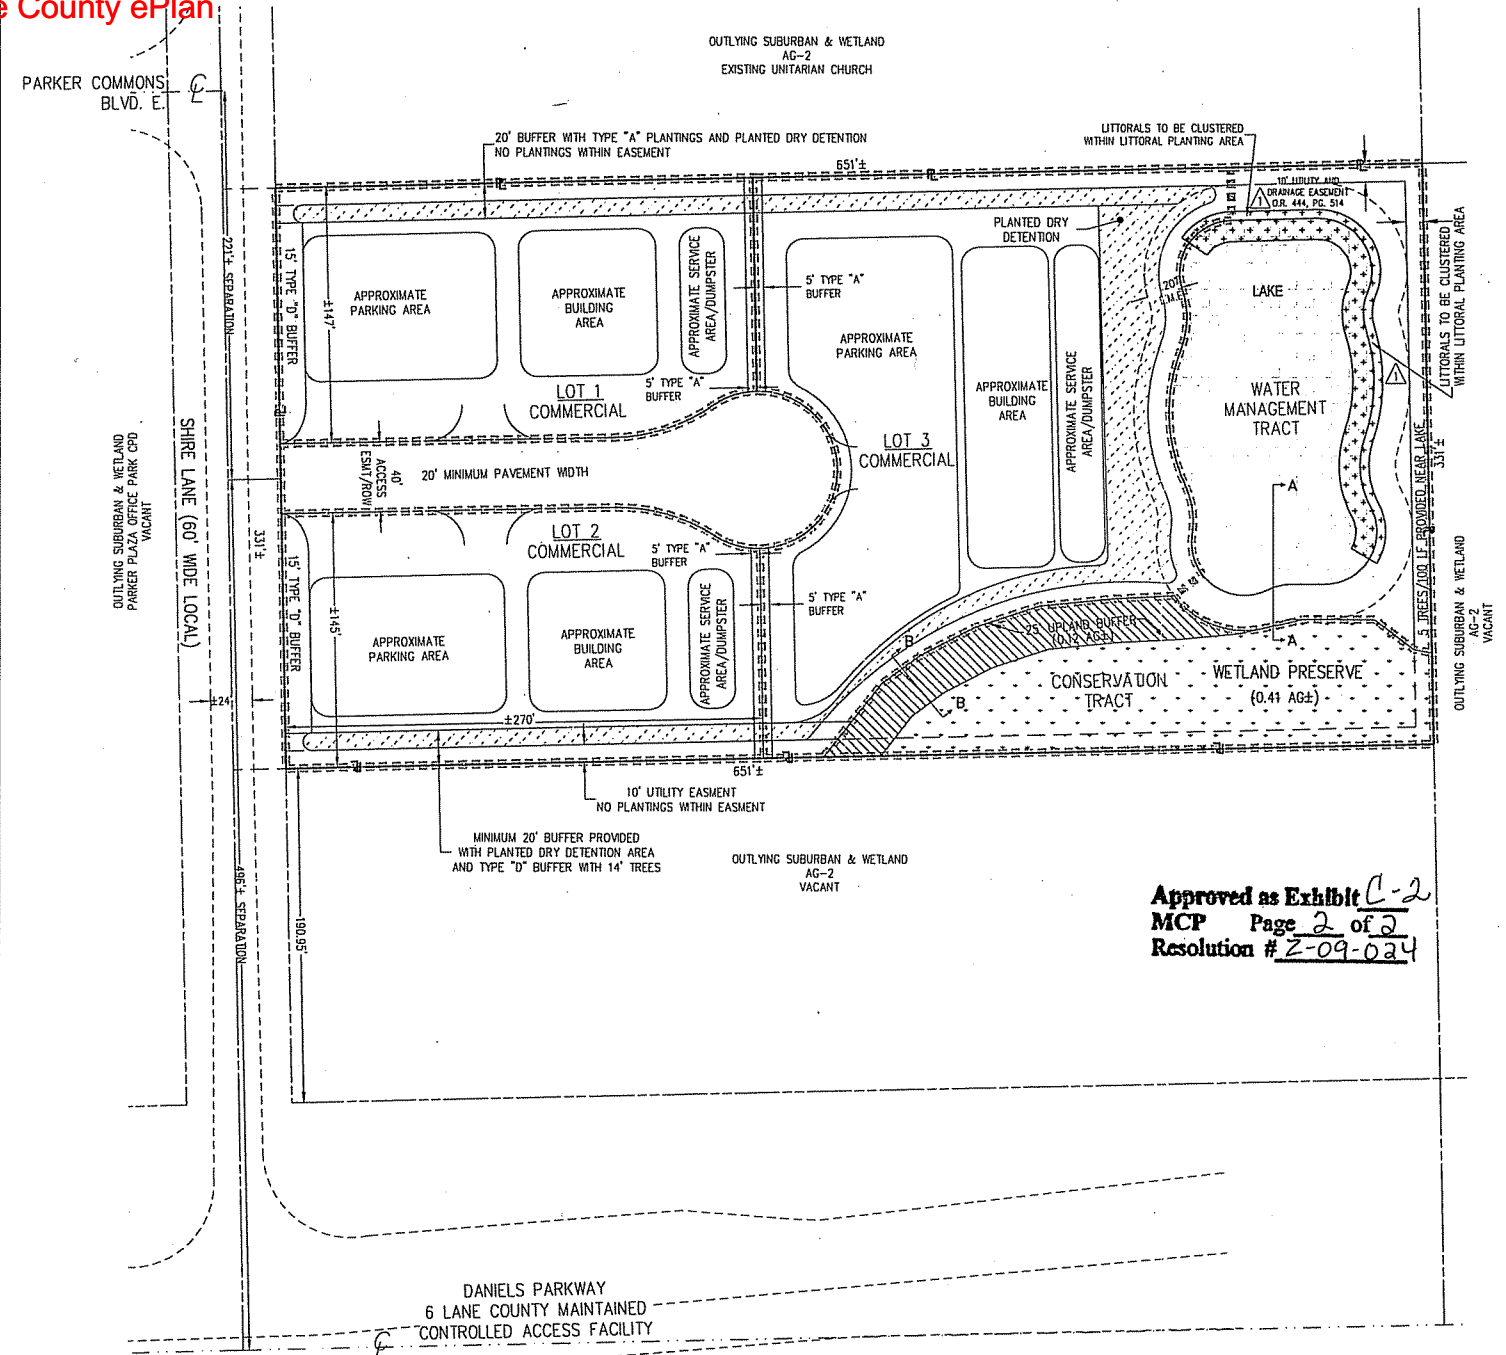 e County ePlan
OUTLYING SUBURBAN & WETLAND
AG-2
EXISTING UNITARIAN CHURCH
PARKER COMMONS
BLVD. E.
20' BUFFER WITH TYPE "A" PLANTINGS AND PLANTED DRY DETENTION
NO PLANTINGS WITHIN EASEMENT
651'±
LITTORALS TO BE CLUSTERED
WITHIN LITTORAL PLANTING AREA
10' UTILITY AND
DRAINAGE EASEMENT
O.R. 444, PG. 514
1
PLANTED DRY
DETENTION
LITTORALS TO BE CLUSTERED
WITHIN LITTORAL PLANTING AREA
221'± SEPARATION
15' TYPE "D" BUFFER
±147'
APPROXIMATE
PARKING AREA
APPROXIMATE
BUILDING
AREA
APPROXIMATE SERVICE
AREA/DUMPSTER
5' TYPE "A"
BUFFER
APPROXIMATE
PARKING AREA
20'
L.M.E.
LAKE
WATER
MANAGEMENT
TRACT
1
5' TYPE "A"
BUFFER
LOT 1
COMMERCIAL
APPROXIMATE
BUILDING
AREA
APPROXIMATE SERVICE
AREA/DUMPSTER
LOT 3
COMMERCIAL
SHIRE LANE (60' WIDE LOCAL)
OUTLYING SUBURBAN & WETLAND
PARKER PLAZA OFFICE PARK CPD
VACANT
40'
ACCESS
ESMT/ROW
20' MINIMUM PAVEMENT WIDTH
A
331'±
5 TREES/100 LF PROVIDED NEAR LAKE
331'±
LOT 2
COMMERCIAL
5' TYPE "A"
BUFFER
15' TYPE "D" BUFFER
±145'
APPROXIMATE
PARKING AREA
APPROXIMATE
BUILDING
AREA
APPROXIMATE SERVICE
AREA/DUMPSTER
5' TYPE "A"
BUFFER
25' UPLAND BUFFER
(0.12 AC±)
B
B
A
OUTLYING SUBURBAN & WETLAND
AG-2
VACANT
CONSERVATION
TRACT
WETLAND PRESERVE
(0.41 AC±)
±24'
±270'
651'±
10' UTILITY EASMENT
NO PLANTINGS WITHIN EASMENT
MINIMUM 20' BUFFER PROVIDED
WITH PLANTED DRY DETENTION AREA
AND TYPE "D" BUFFER WITH 14' TREES
OUTLYING SUBURBAN & WETLAND
AG-2
VACANT
496'± SEPARATION
190.95'
Approved as Exhibit C-2
MCP Page 2 of 2
Resolution # Z-09-024
DANIELS PARKWAY
6 LANE COUNTY MAINTAINED
CONTROLLED ACCESS FACILITY